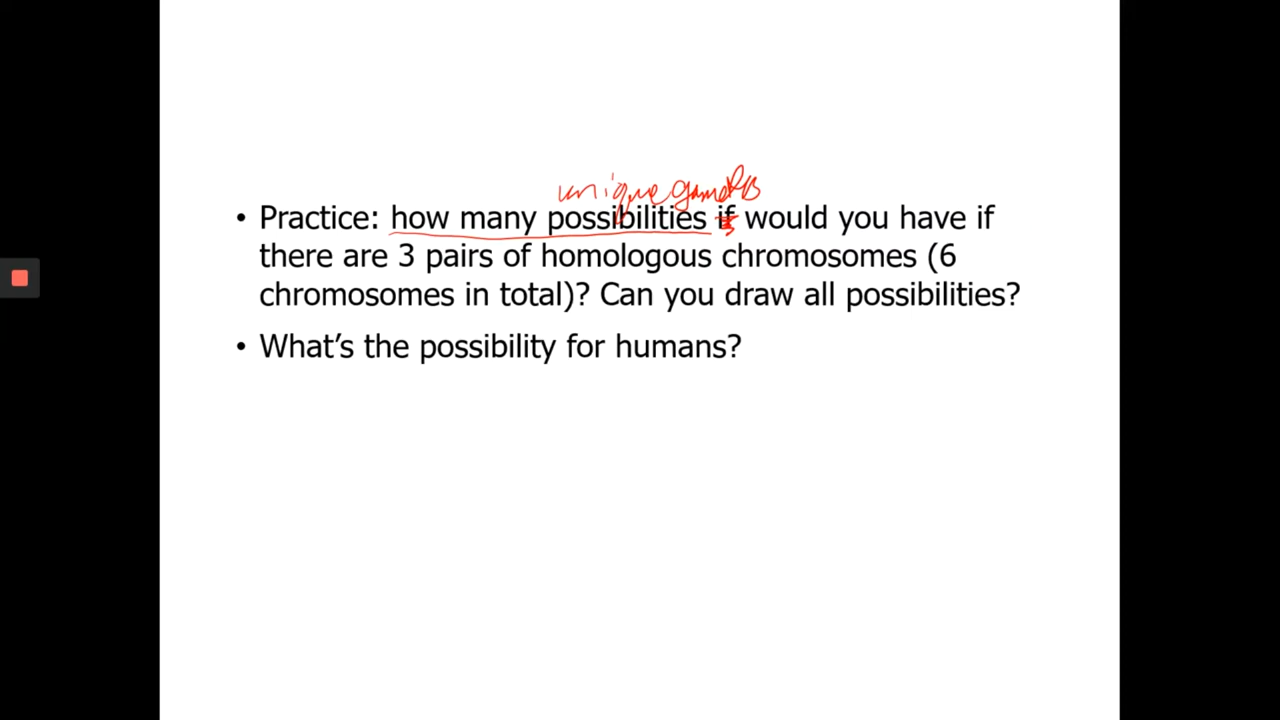 unique gametes
• Practice: how many possibilities if would you have if
there are 3 pairs of homologous chromosomes (6
chromosomes in total)? Can you draw all possibilities?
• What's the possibility for humans?